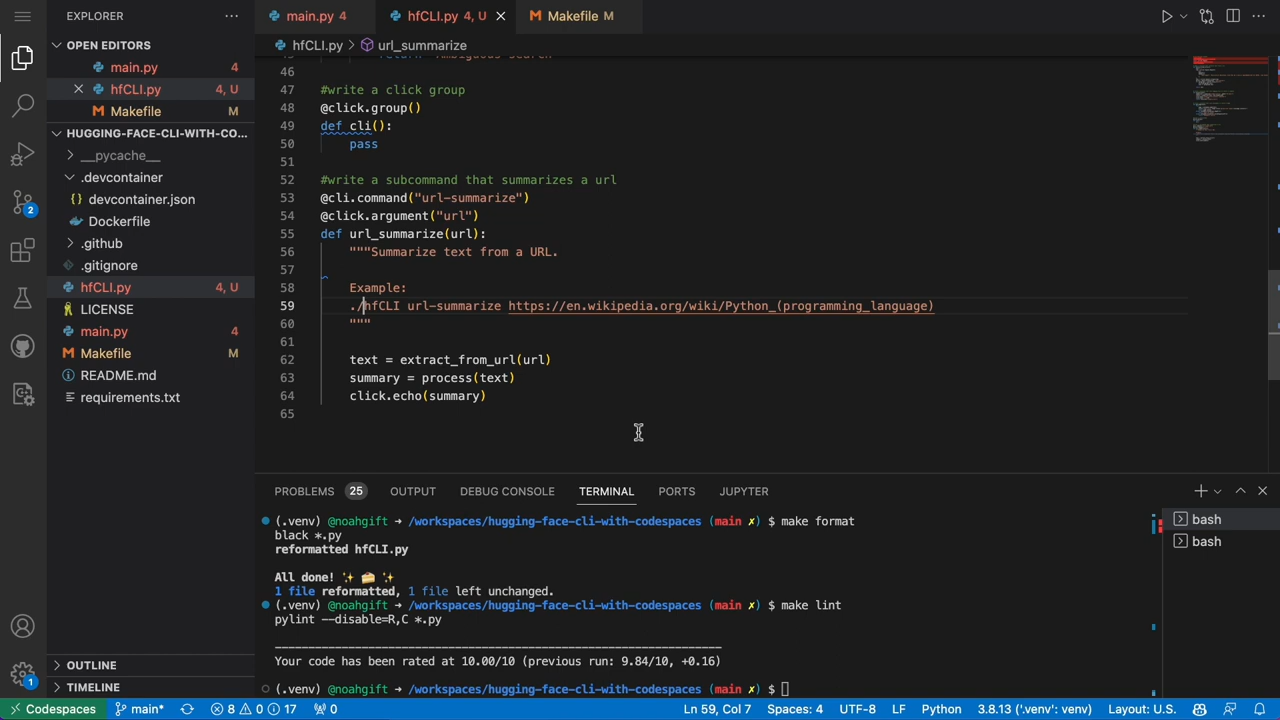 EXPLORER
main.py 4
hfCLI.py 4, U
Makefile M
OPEN EDITORS
main.py 4
hfCLI.py 4, U
Makefile M
HUGGING-FACE-CLI-WITH-CO...
__pycache__
.devcontainer
{} devcontainer.json
Dockerfile
.github
.gitignore
hfCLI.py 4, U
LICENSE
main.py 4
Makefile M
README.md
requirements.txt
OUTLINE
TIMELINE
2
1
hfCLI.py > url_summarize
45 return "Ambiguous Search"
46
47 #write a click group
48 @click.group()
49 def cli():
50 pass
51
52 #write a subcommand that summarizes a url
53 @cli.command("url-summarize")
54 @click.argument("url")
55 def url_summarize(url):
56 """Summarize text from a URL.
57
58 Example:
59 ./hfCLI url-summarize https://en.wikipedia.org/wiki/Python_(programming_language)
60 """
61
62 text = extract_from_url(url)
63 summary = process(text)
64 click.echo(summary)
65
PROBLEMS 25 OUTPUT DEBUG CONSOLE TERMINAL PORTS JUPYTER
(.venv) @noahgift ➜ /workspaces/hugging-face-cli-with-codespaces (main ✗) $ make format
black *.py
reformatted hfCLI.py
All done! ✨ 🍰 ✨
1 file reformatted, 1 file left unchanged.
(.venv) @noahgift ➜ /workspaces/hugging-face-cli-with-codespaces (main ✗) $ make lint
pylint --disable=R,C *.py
--------------------------------------------------------------------
Your code has been rated at 10.00/10 (previous run: 9.84/10, +0.16)
(.venv) @noahgift ➜ /workspaces/hugging-face-cli-with-codespaces (main ✗) $
bash
bash
Codespaces main* 8 0 17 0 Ln 59, Col 7 Spaces: 4 UTF-8 LF Python 3.8.13 ('.venv': venv) Layout: U.S.